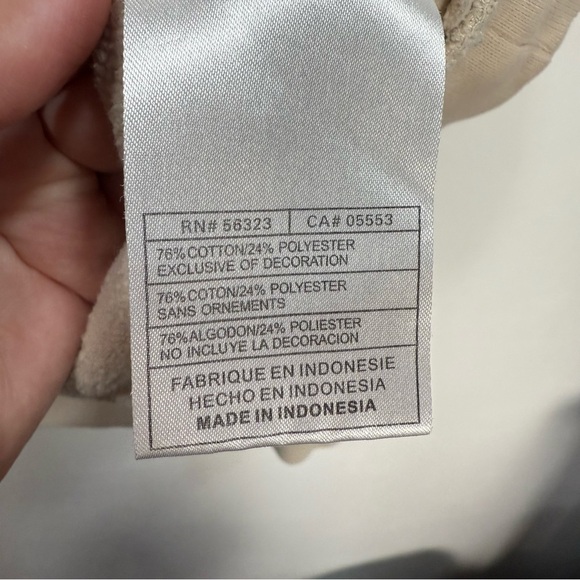 RN# 56323 CA# 05553
76% COTTON/24% POLYESTER
EXCLUSIVE OF DECORATION
76% COTON/24% POLYESTER
SANS ORNEMENTS
76% ALGODON/24% POLIESTER
NO INCLUYE LA DECORACION
FABRIQUE EN INDONESIE
HECHO EN INDONESIA
MADE IN INDONESIA